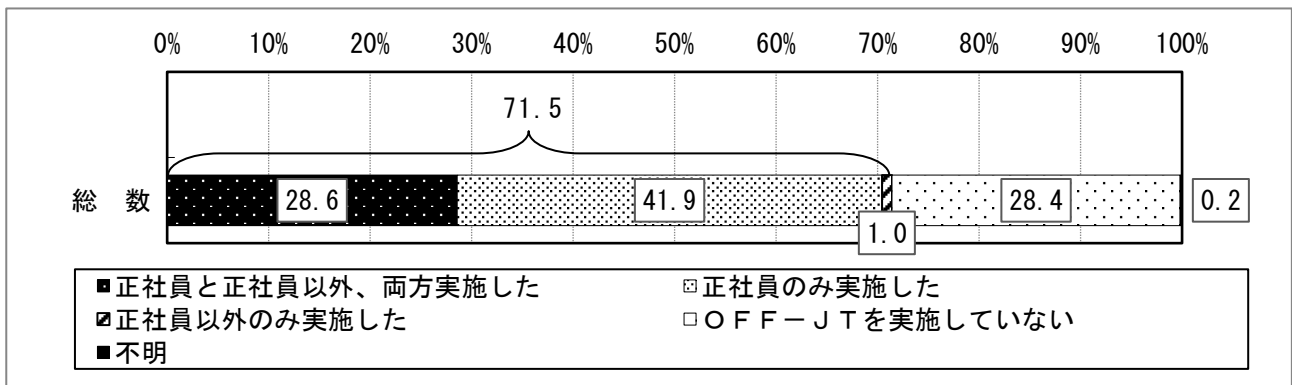 0% 10% 20% 30% 40% 50% 60% 70% 80% 90% 100%
71.5
総 数 28.6 41.9 28.4 0.2
1.0
■正社員と正社員以外、両方実施した 正社員のみ実施した
正社員以外のみ実施した □ＯＦＦ－ＪＴを実施していない
■不明